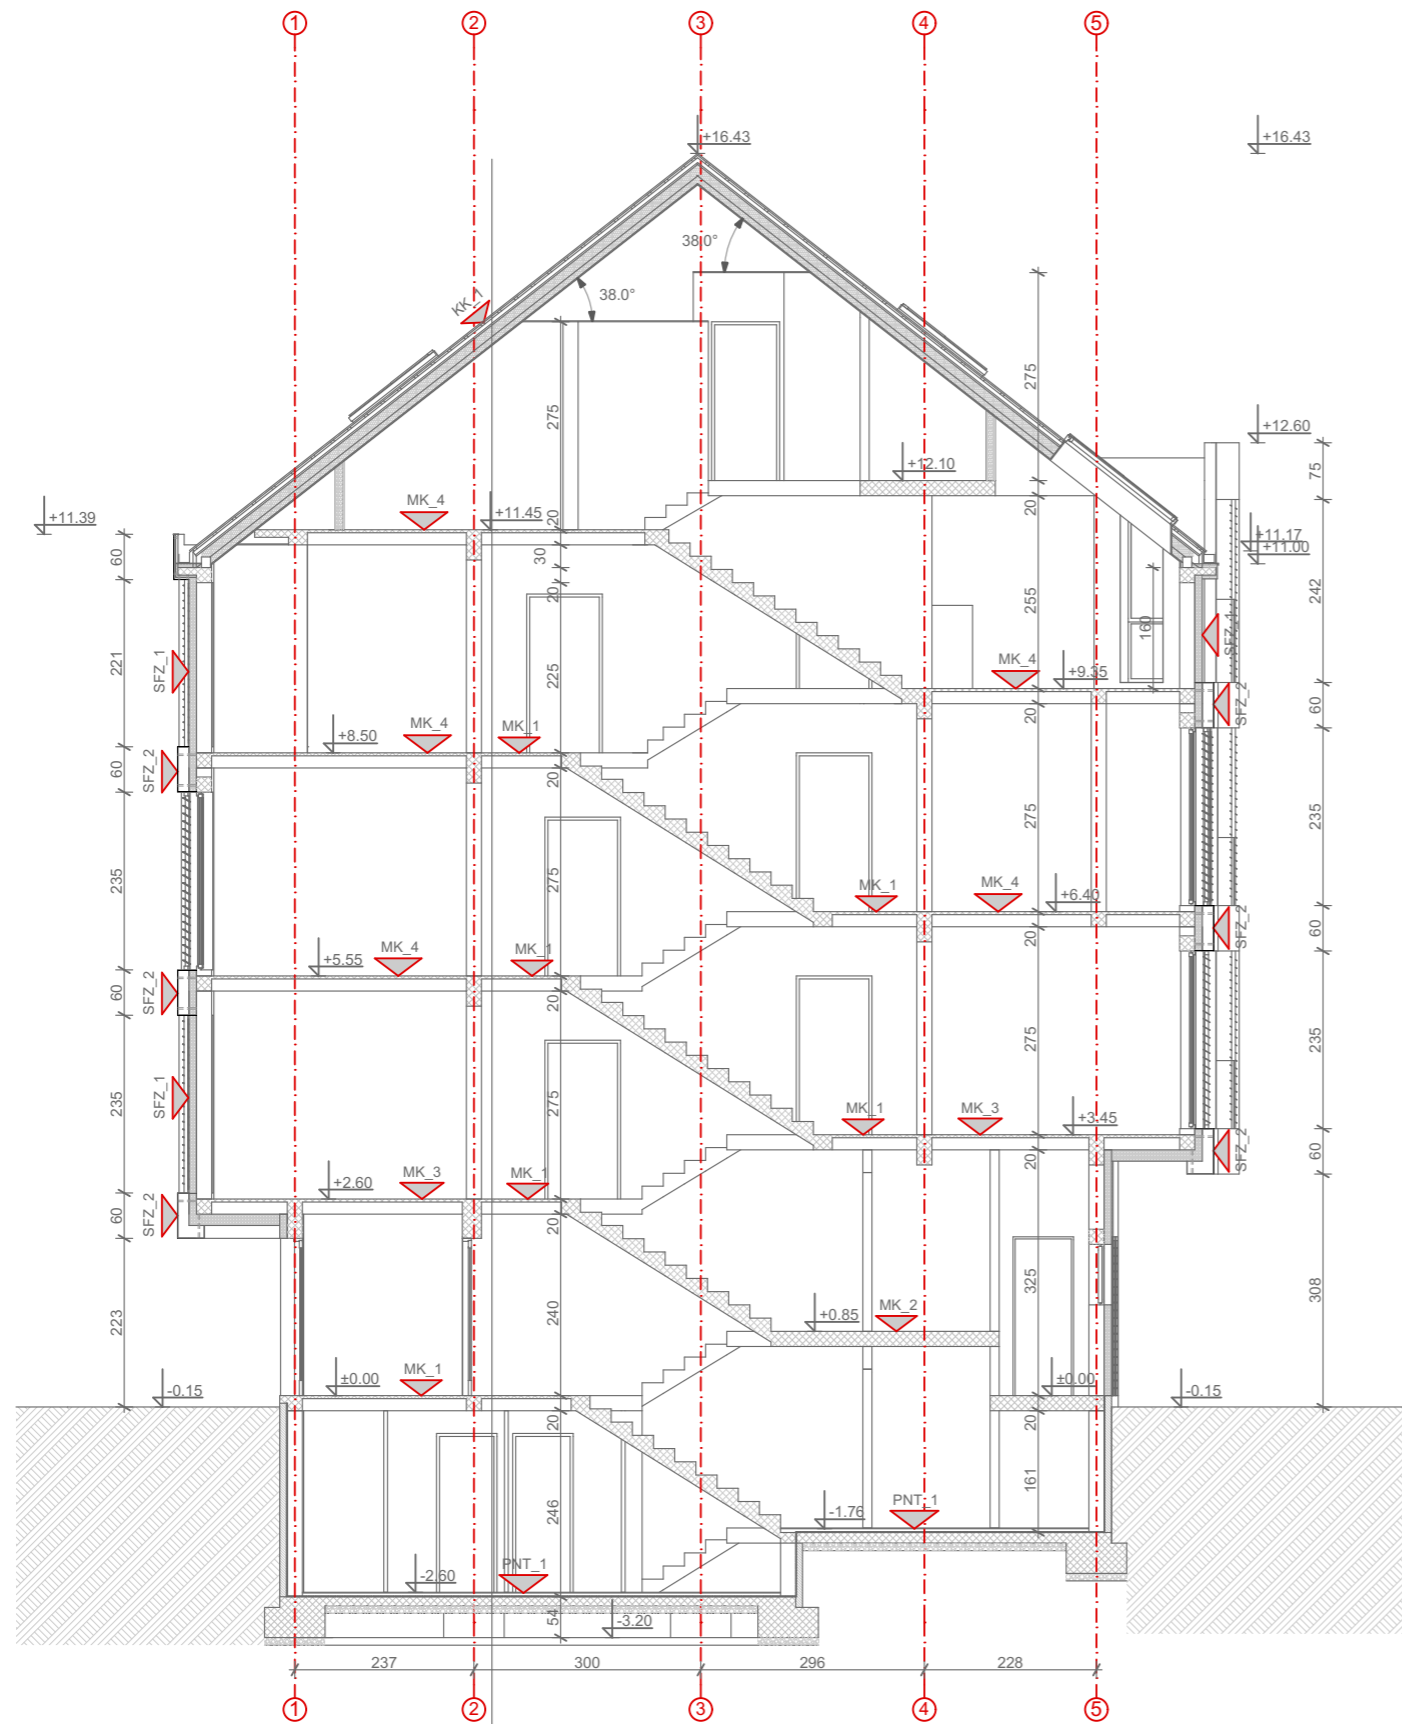 1 2 3 4 5
+16.43 +16.43
38.0°
KK_1 38.0°
275
275
+12.60
+12.10
75
MK_4 +11.45
+11.39
20 20
+11.17
+11.00
60 30
20
255 242
160
SFZ_1
221 SFZ_1
225
MK_4 +9.35
20 60 SFZ_2
MK_4 MK_1
+8.50
60 SFZ_2 20
275 235
235 275
MK_1 MK_4 +6.40
20 60 SFZ_2
MK_4 MK_1
+5.55
60 SFZ_2 20
275 235
235 SFZ_1 275
MK_1 MK_3 +3.45
20 60 SFZ_2
MK_3 MK_1
+2.60
60 SFZ_2 20
325 308
223 240
+0.85 MK_2
MK_1
±0.00 ±0.00
-0.15 -0.15
20 20
161
246
-1.76 PNT_1
-2.60 PNT_1
54 -3.20
237 300 296 228
1 2 3 4 5